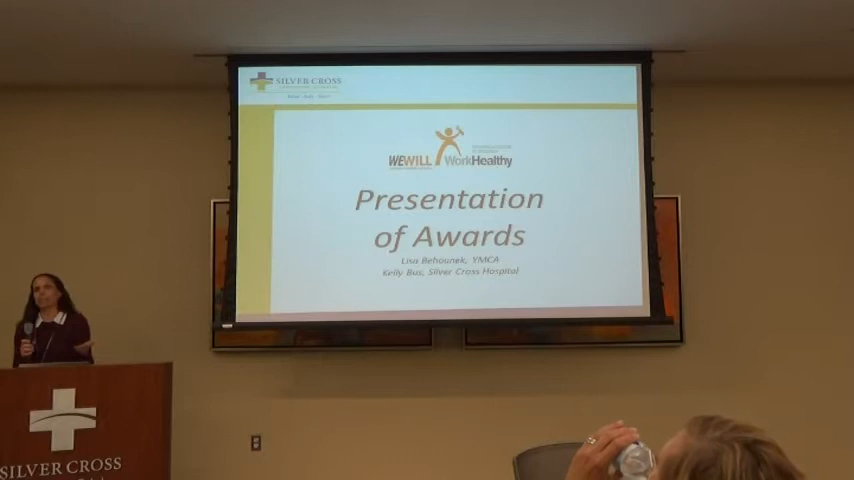 SILVER CROSS
WEWILL WorkHealthy
Presentation
of Awards
Lisa Behounek, YMCA
Kelly Bus, Silver Cross Hospital
SILVER CROSS